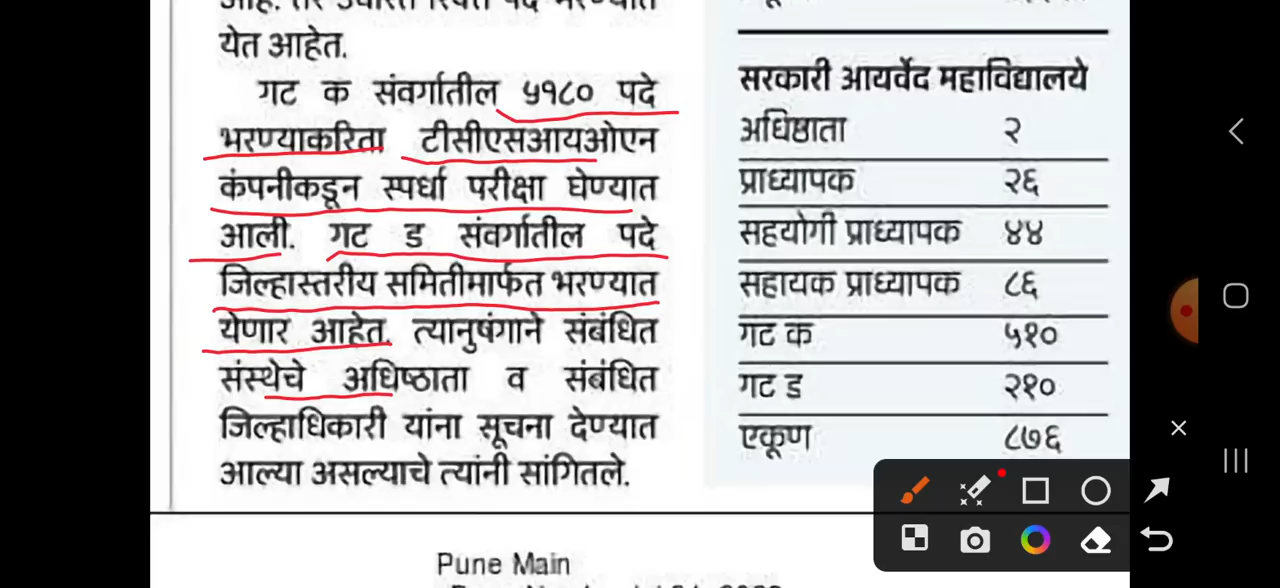 येत आहेत.
गट क संवर्गातील ५१८० पदे
भरण्याकरिता टीसीएसआयओएन
कंपनीकडून स्पर्धा परीक्षा घेण्यात
आली. गट ड संवर्गातील पदे
जिल्हास्तरीय समितीमार्फत भरण्यात
येणार आहेत. त्यानुषंगाने संबंधित
संस्थेचे अधिष्ठाता व संबंधित
जिल्हाधिकारी यांना सूचना देण्यात
आल्या असल्याचे त्यांनी सांगितले.
सरकारी आयर्वेद महाविद्यालये
अधिष्ठाता २
प्राध्यापक २६
सहयोगी प्राध्यापक ४४
सहायक प्राध्यापक ८६
गट क ५१०
गट ड २१०
एकूण ८७६
Pune Main